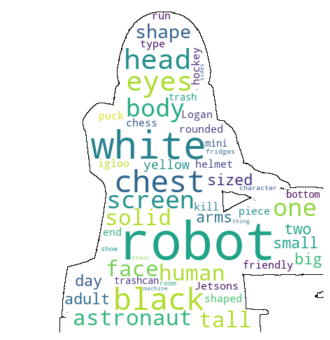 run
shape
type
head
hockey
sides
eyes
trash
body
Logan
puck
chess
rounded
white
mini
fridges
igloo
yellow
helmet
chest
sized
character
screen
kill
bottom
solid
arms
piece
one
thing
end
robot
two
small
show
face
human
friendly
big
stout
day
trashcan
room
machine
Jetsons
adult
black
shaped
astronaut
tall